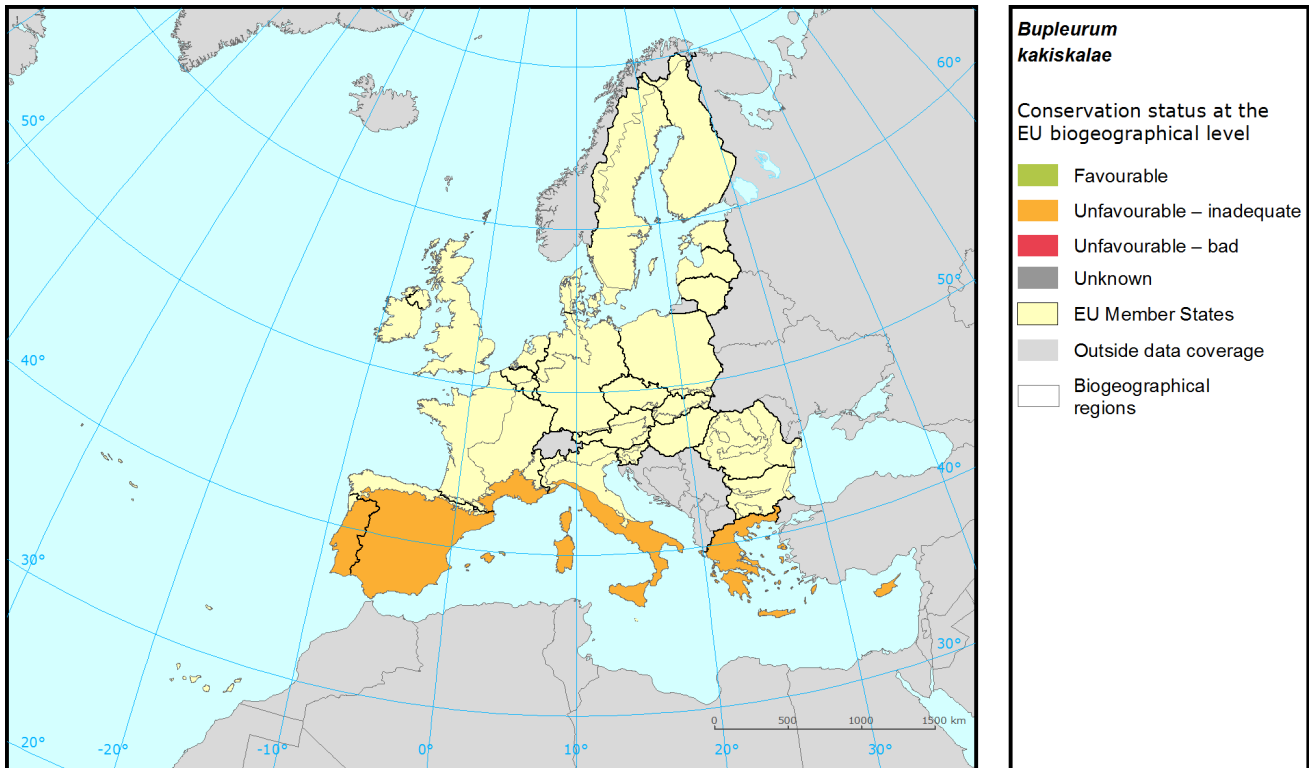 Bupleurum
kakiskalae
Conservation status at the
EU biogeographical level
Favourable
Unfavourable – inadequate
Unfavourable – bad
Unknown
EU Member States
Outside data coverage
Biogeographical
regions
60°
50°
50°
40°
40°
30°
30°
20°
-20°
-10°
0°
10°
20°
30°
0 500 1000 1500 km